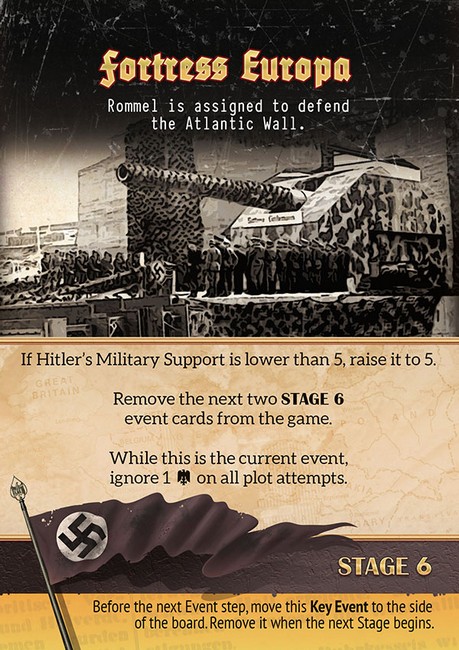 Fortress Europa
Rommel is assigned to defend
the Atlantic Wall.
If Hitler's Military Support is lower than 5, raise it to 5.
GREAT
BRITAIN
Remove the next two STAGE 6
event cards from the game.
While this is the current event,
ignore 1 on all plot attempts.
STAGE 6
Before the next Event step, move this Key Event to the side
of the board. Remove it when the next Stage begins.